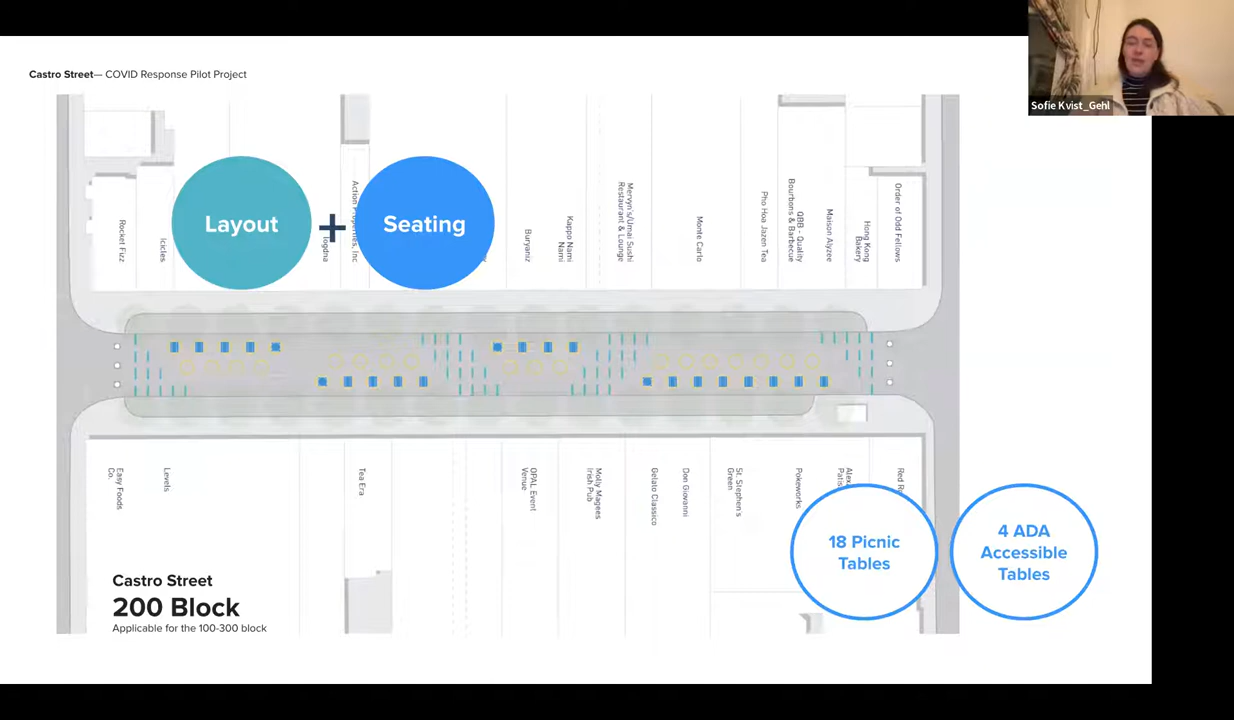 Castro Street— COVID Response Pilot Project
Sofie Kvist_Gehl
Layout
+
Seating
Rocket Fizz
Icicles
Action Properties, Inc
Buryaniz
Kappo Nami
Nami
Mervyn's/Umai Sushi
Restaurant & Lounge
Monte Carlo
Pho Hoa Jazen Tea
QBB - Quality
Bourbons & Barbecue
Maison Alyzee
Hong Kong
Bakery
Order of Odd Fellows
Easy Foods
Co.
Levels
Tea Era
OPAL Event
Venue
Molly Magees
Irish Pub
Gelato Classico
Don Giovanni
St. Stephen's
Green
Pokeworks
18 Picnic
Tables
4 ADA
Accessible
Tables
Castro Street
200 Block
Applicable for the 100-300 block